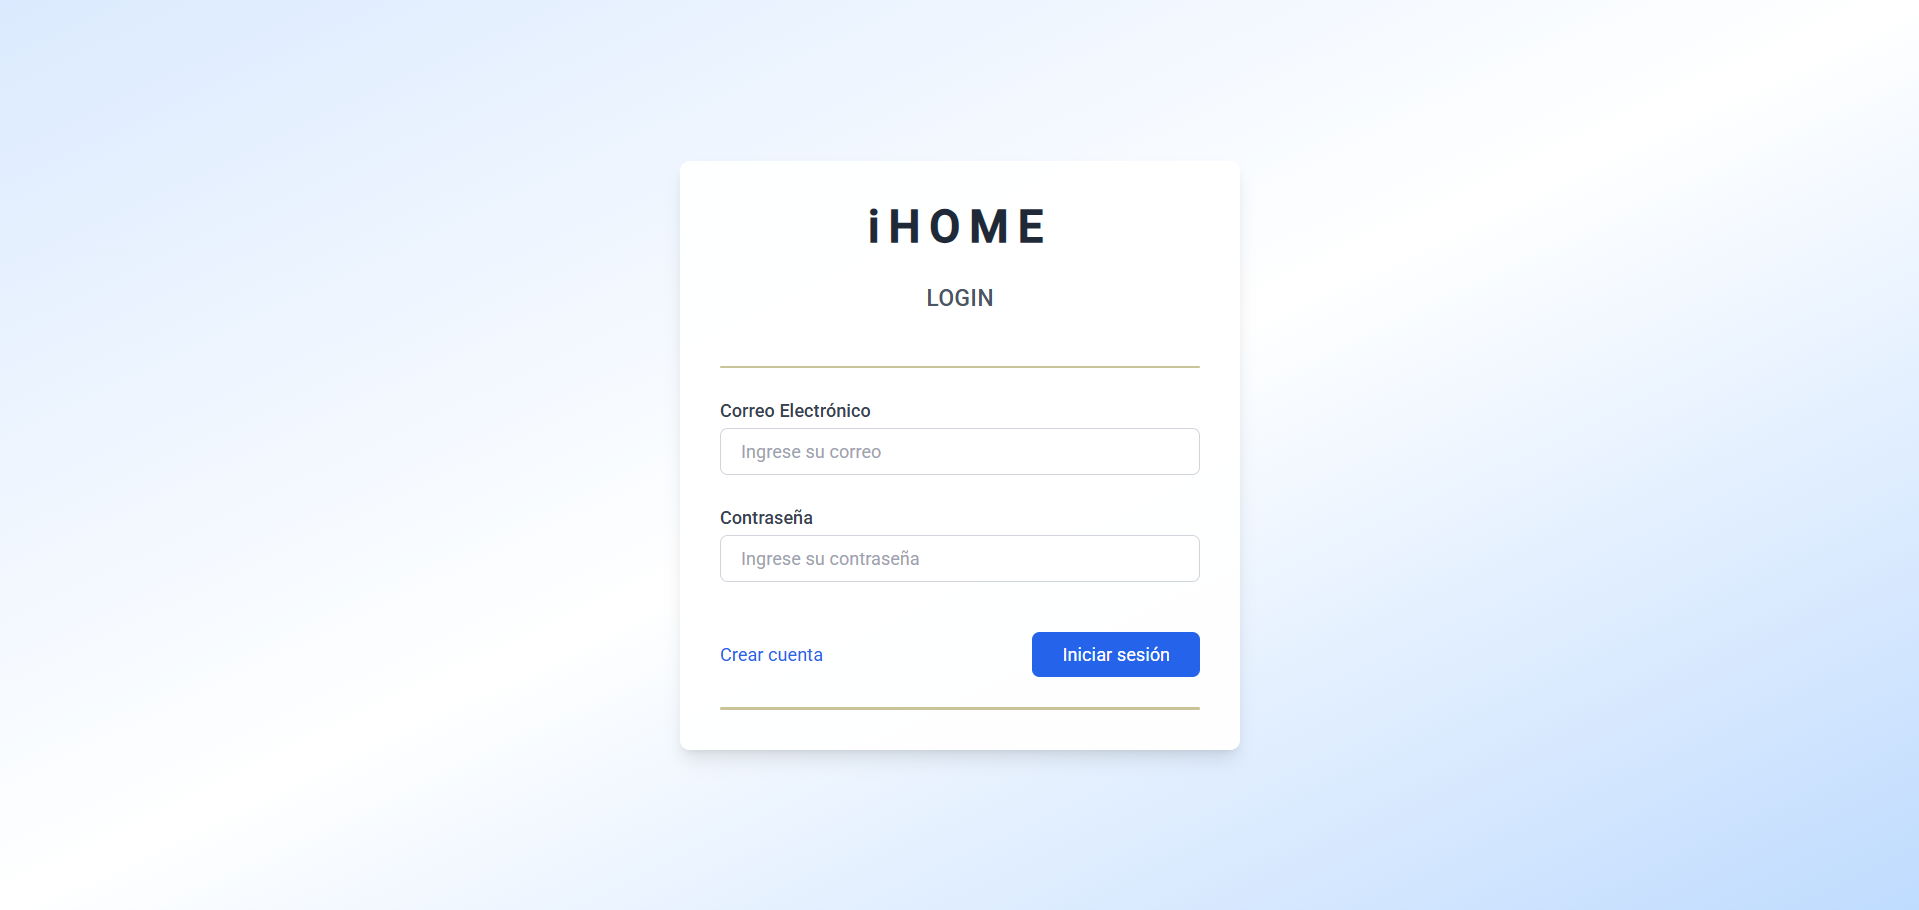 iHOME
LOGIN
Correo Electrónico
Ingrese su correo
Contraseña
Ingrese su contraseña
Crear cuenta
Iniciar sesión